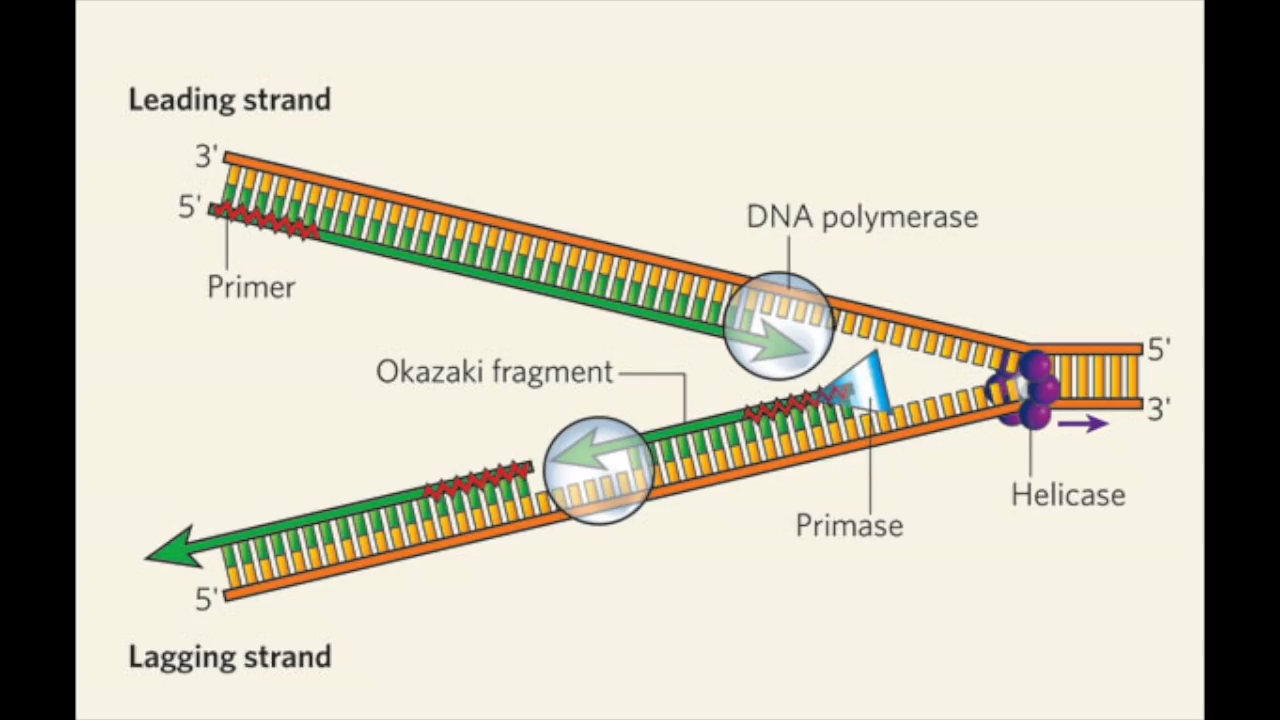 Leading strand
3'
5'
Primer
DNA polymerase
Okazaki fragment
5'
3'
Helicase
Primase
5'
Lagging strand